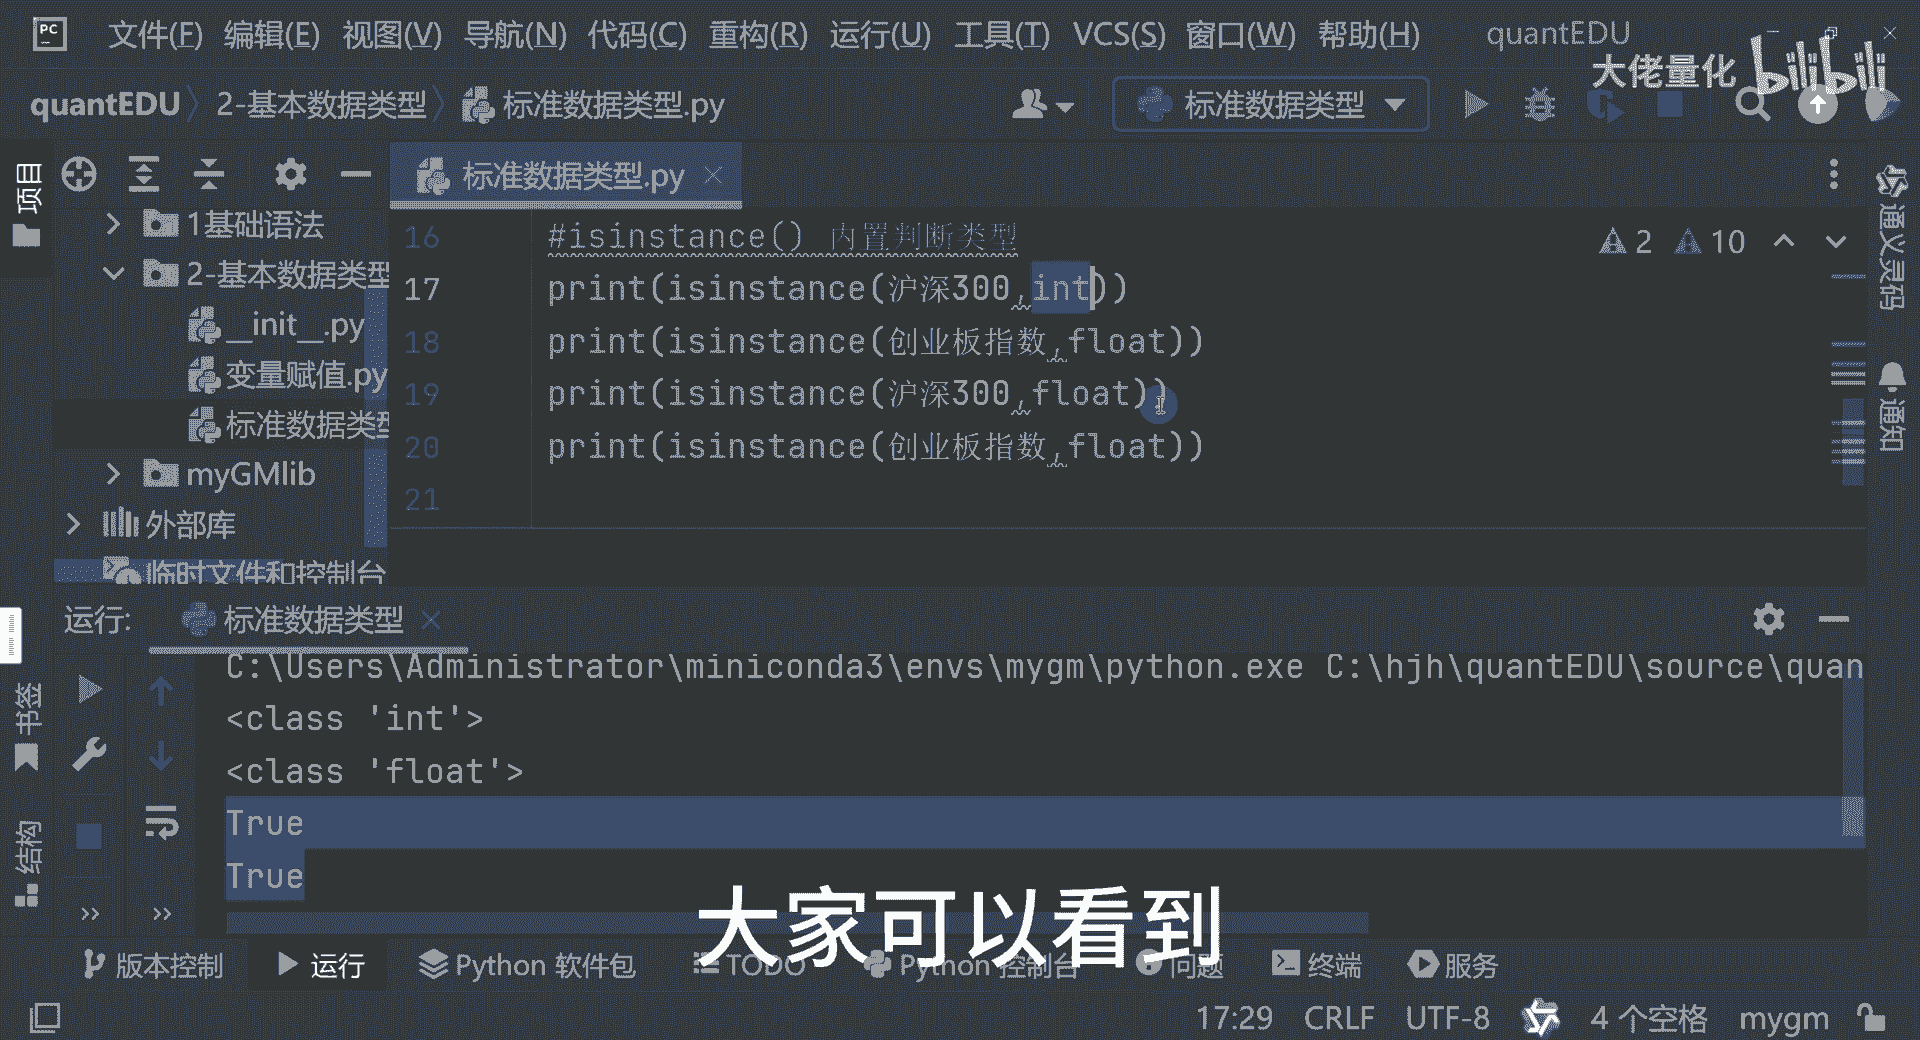 文件(F) 编辑(E) 视图(V) 导航(N) 代码(C) 重构(R) 运行(U) 工具(T) VCS(S) 窗口(W) 帮助(H) quantEDU
大佬量化 bilibili
quantEDU 2-基本数据类型 标准数据类型.py 标准数据类型
项目
标准数据类型.py
1基础语法
2-基本数据类型
__init__.py
变量赋值.py
标准数据类型
myGMlib
外部库
临时文件和控制台
16 #isinstance() 内置判断类型
17 print(isinstance(沪深300,int))
18 print(isinstance(创业板指数,float))
19 print(isinstance(沪深300,float))
20 print(isinstance(创业板指数,float))
21
2 10
通义灵码
通知
运行: 标准数据类型
C:\Users\Administrator\miniconda3\envs\mygm\python.exe C:\hjh\quantEDU\source\quan
<class 'int'>
<class 'float'>
True
True
书签
结构
大家可以看到
版本控制 运行 Python 软件包 TODO Python 控制台 问题 终端 服务
17:29 CRLF UTF-8 4 个空格 mygm